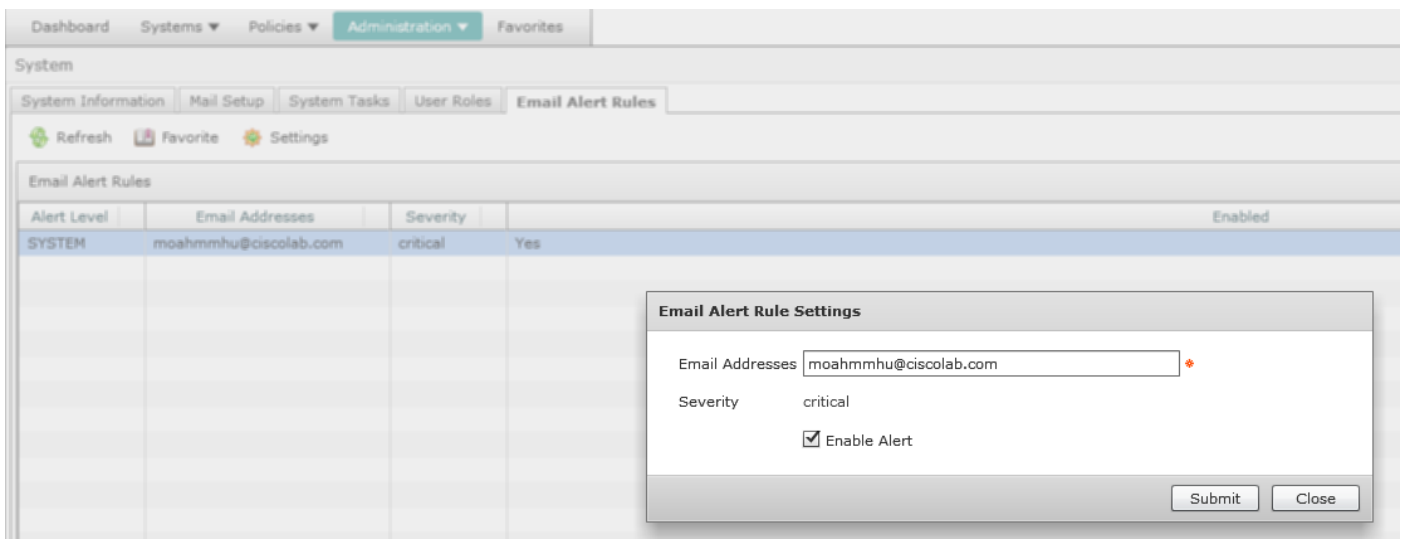 Dashboard Systems ▼ Policies ▼ Administration ▼ Favorites
System
System Information Mail Setup System Tasks User Roles Email Alert Rules
Refresh Favorite Settings
Email Alert Rules
Alert Level Email Addresses Severity Enabled
SYSTEM moahmmhu@ciscolab.com critical Yes
Email Alert Rule Settings
Email Addresses moahmmhu@ciscolab.com *
Severity critical
Enable Alert
Submit Close